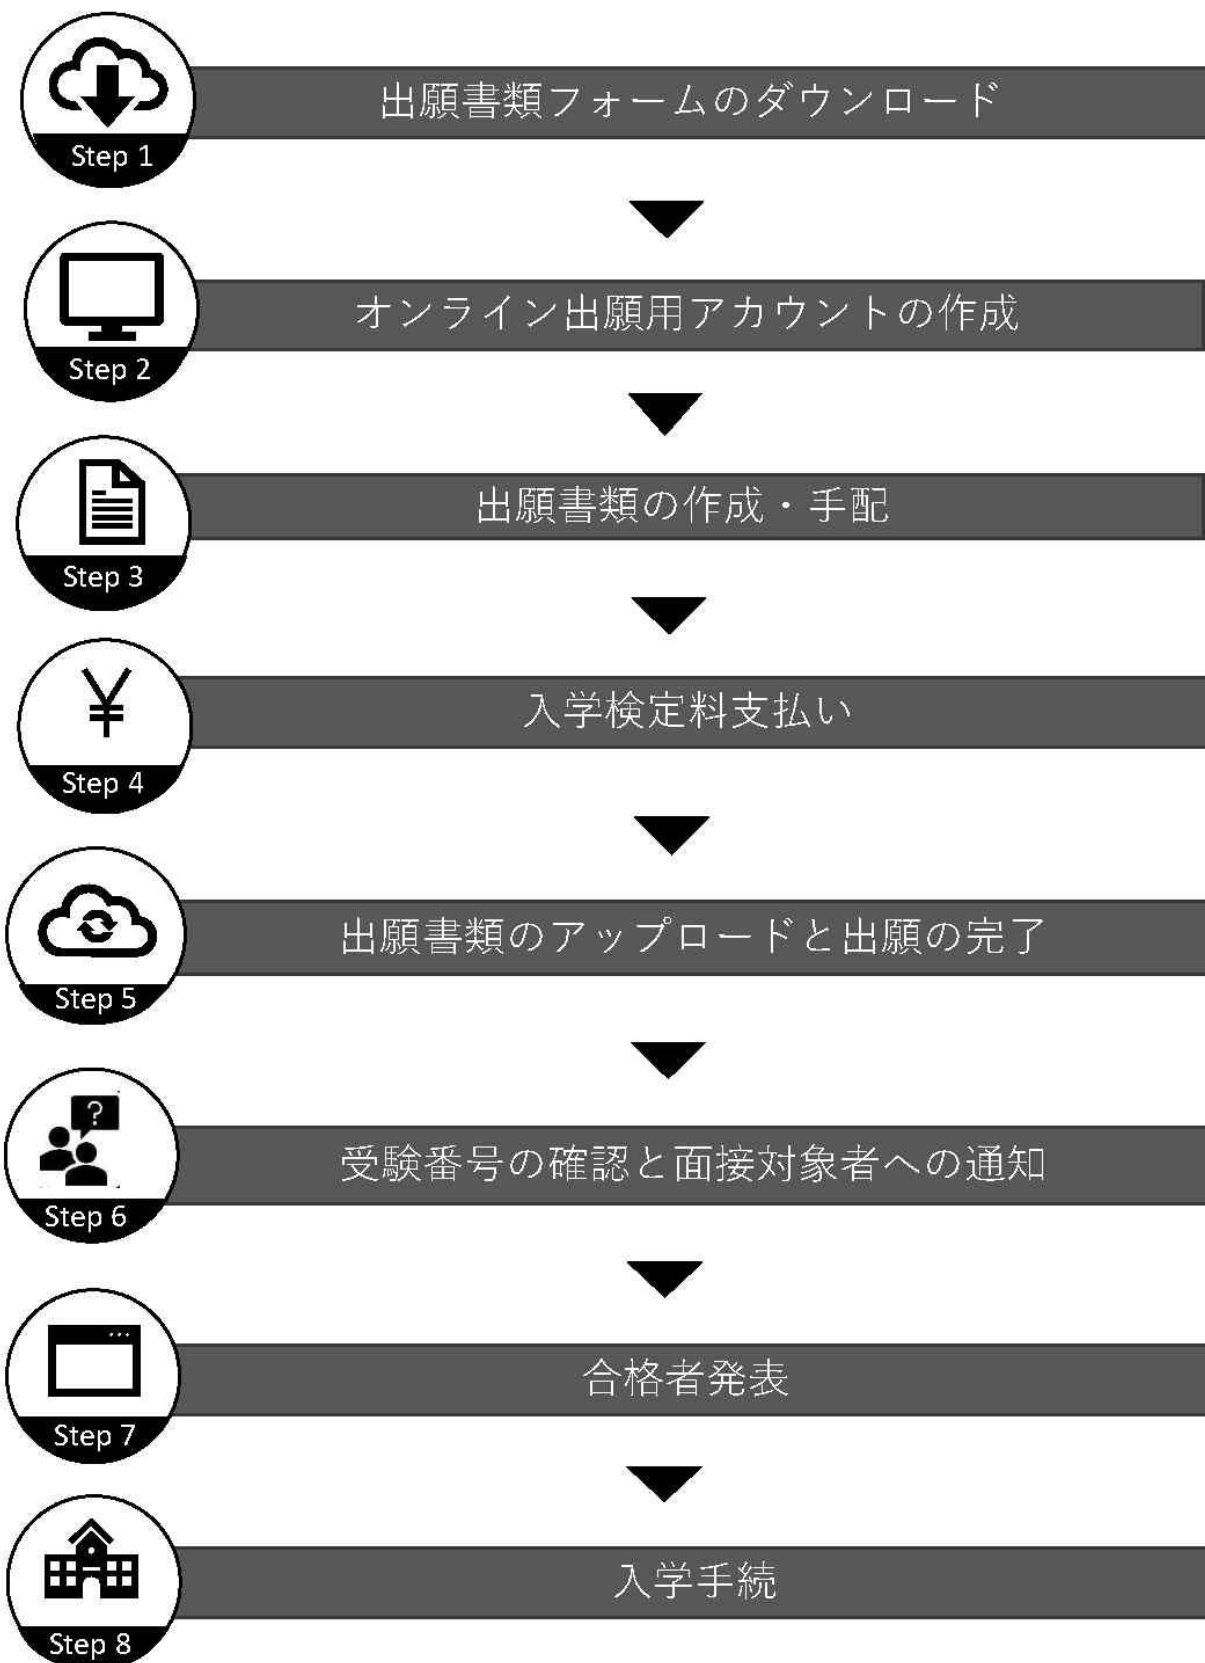 出願書類フォームのダウンロード
Step 1
オンライン出願用アカウントの作成
Step 2
出願書類の作成・手配
Step 3
¥
入学検定料支払い
Step 4
出願書類のアップロードと出願の完了
Step 5
?
受験番号の確認と面接対象者への通知
Step 6
合格者発表
Step 7
入学手続
Step 8